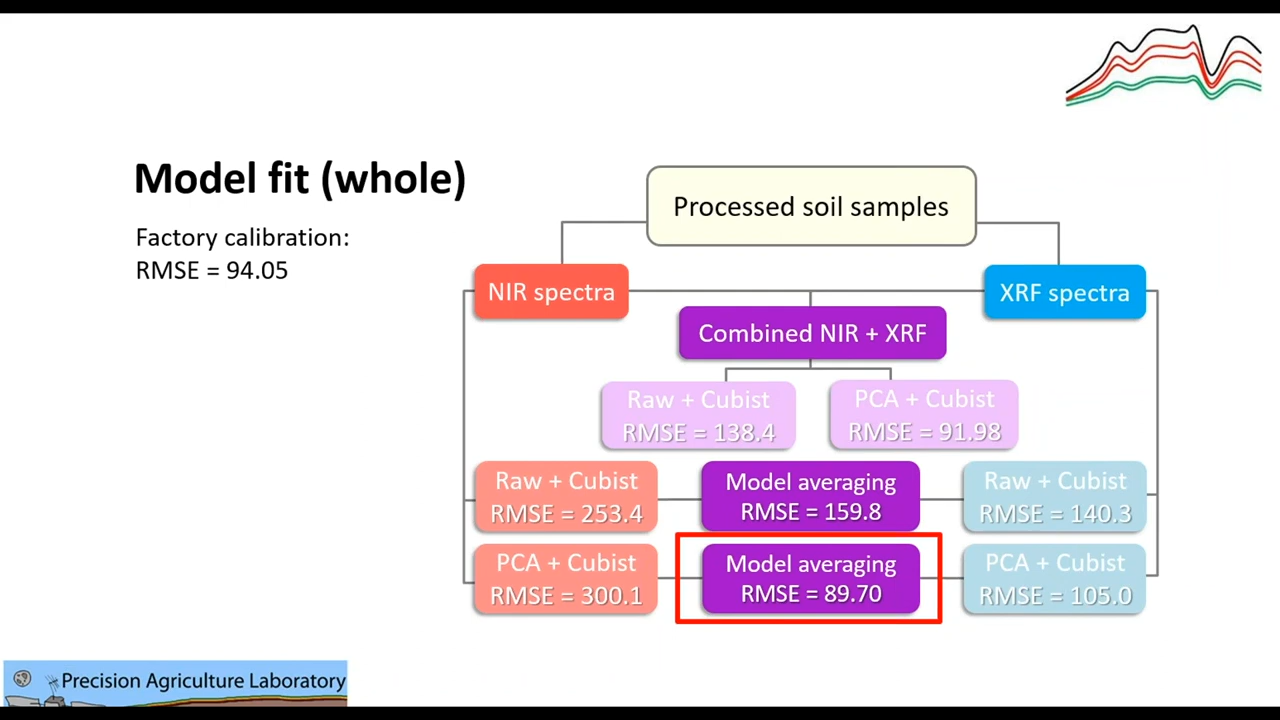 Model fit (whole)
Factory calibration:
RMSE = 94.05
Processed soil samples
NIR spectra
XRF spectra
Combined NIR + XRF
Raw + Cubist
RMSE = 138.4
PCA + Cubist
RMSE = 91.98
Raw + Cubist
RMSE = 253.4
Model averaging
RMSE = 159.8
Raw + Cubist
RMSE = 140.3
PCA + Cubist
RMSE = 300.1
Model averaging
RMSE = 89.70
PCA + Cubist
RMSE = 105.0
Precision Agriculture Laboratory